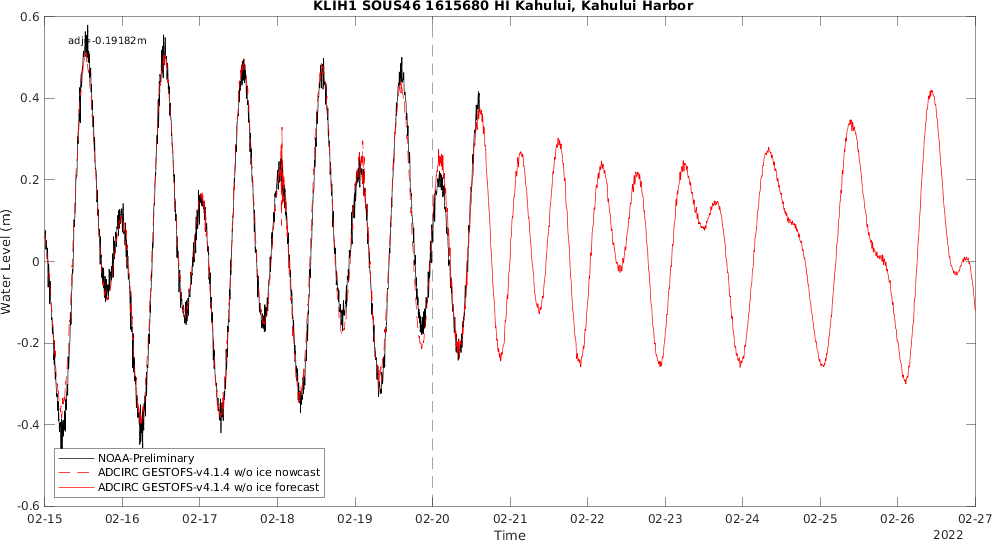 KLIH1 SOUS46 1615680 HI Kahului, Kahului Harbor
adj=-0.19182m
Water Level (m)
0.6
0.4
0.2
0
-0.2
-0.4
-0.6
NOAA-Preliminary
ADCIRC GESTOFS-v4.1.4 w/o ice nowcast
ADCIRC GESTOFS-v4.1.4 w/o ice forecast
02-15 02-16 02-17 02-18 02-19 02-20 02-21 02-22 02-23 02-24 02-25 02-26 02-27
Time
2022